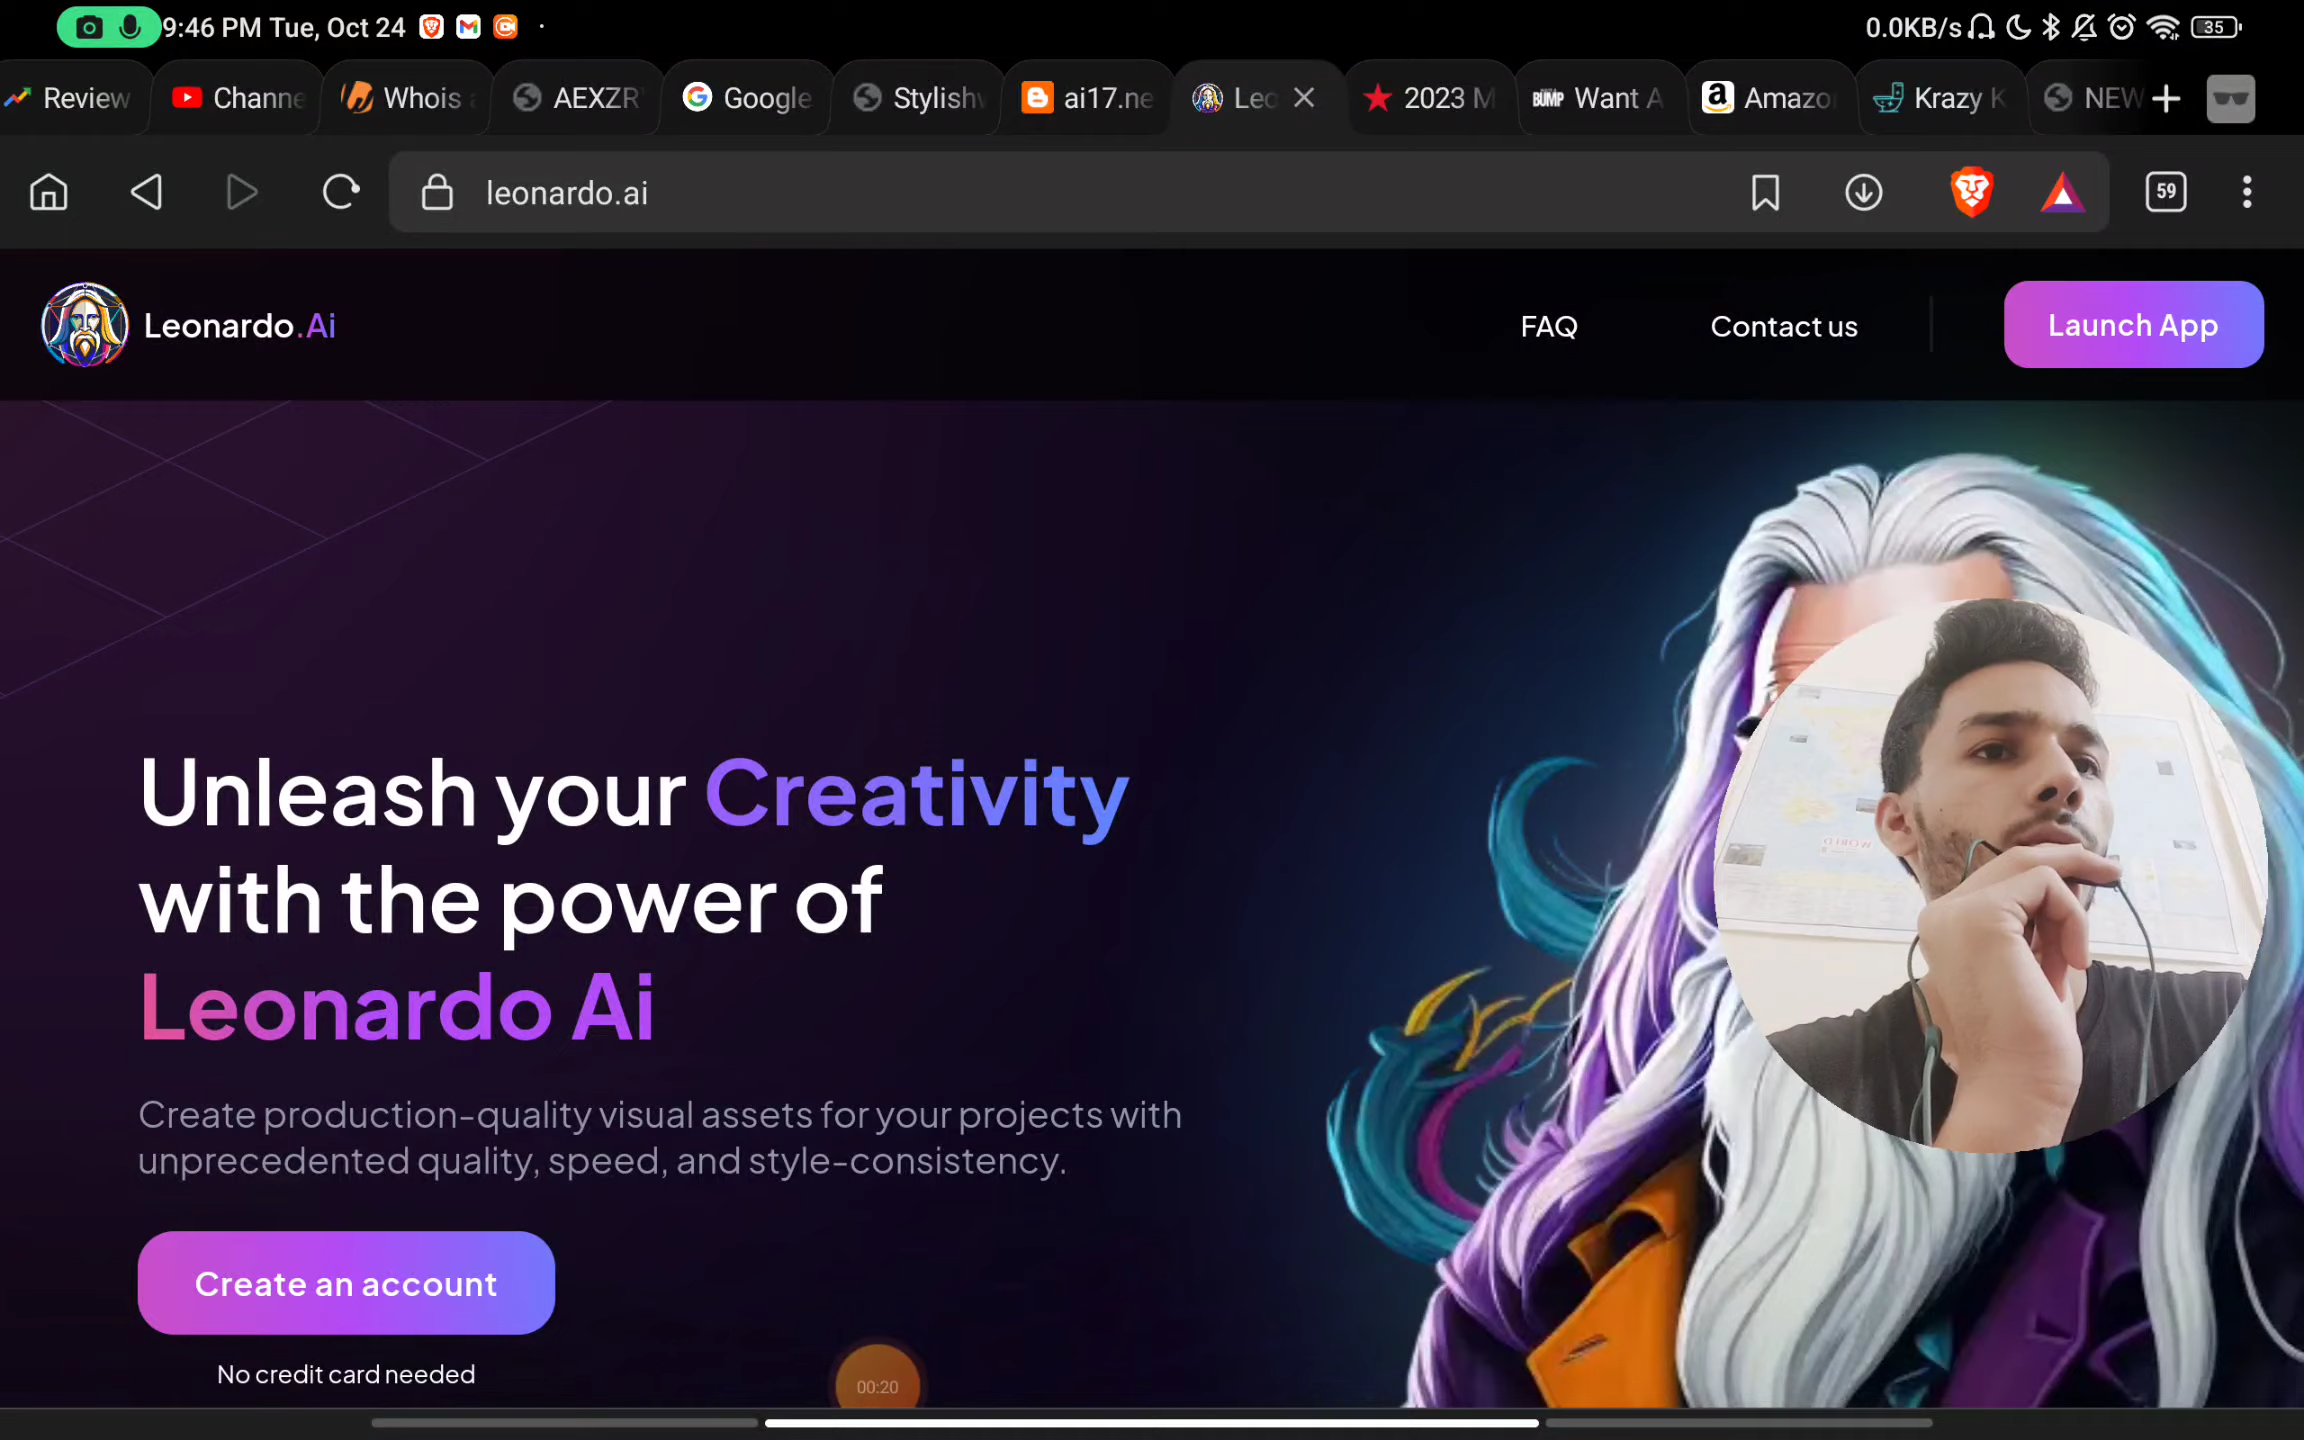 9:46 PM Tue, Oct 24
0.0KB/s
35
Review
Channe
Whois
AEXZR
Google
Stylish
ai17.ne
Leo
2023 M
BUMP
Want A
Amazo
Krazy K
NEW
leonardo.ai
59
Leonardo.Ai
FAQ
Contact us
Launch App
Unleash your Creativity
with the power of
Leonardo Ai
Create production-quality visual assets for your projects with
unprecedented quality, speed, and style-consistency.
Create an account
No credit card needed
00:20